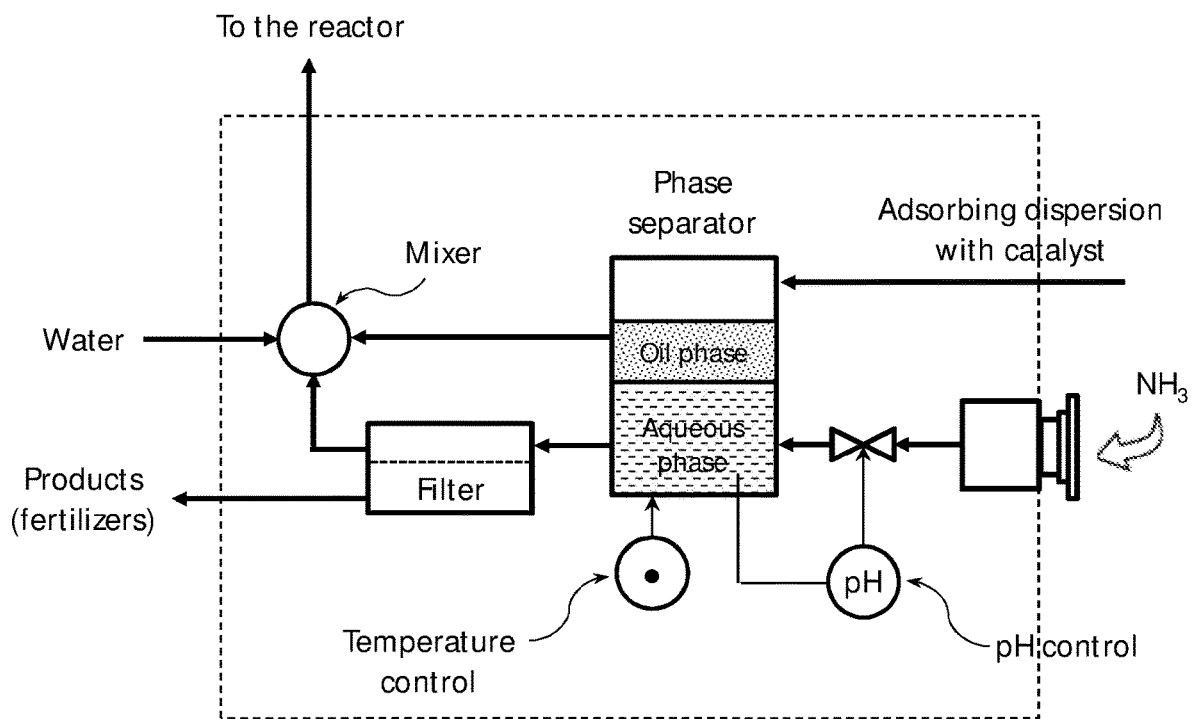 To the reactor
Phase
separator
Adsorbing dispersion
with catalyst
Mixer
Water
Oil phase
NH₃
Aqueous
phase
Products
(fertilizers)
Filter
pH
Temperature
control
pH control